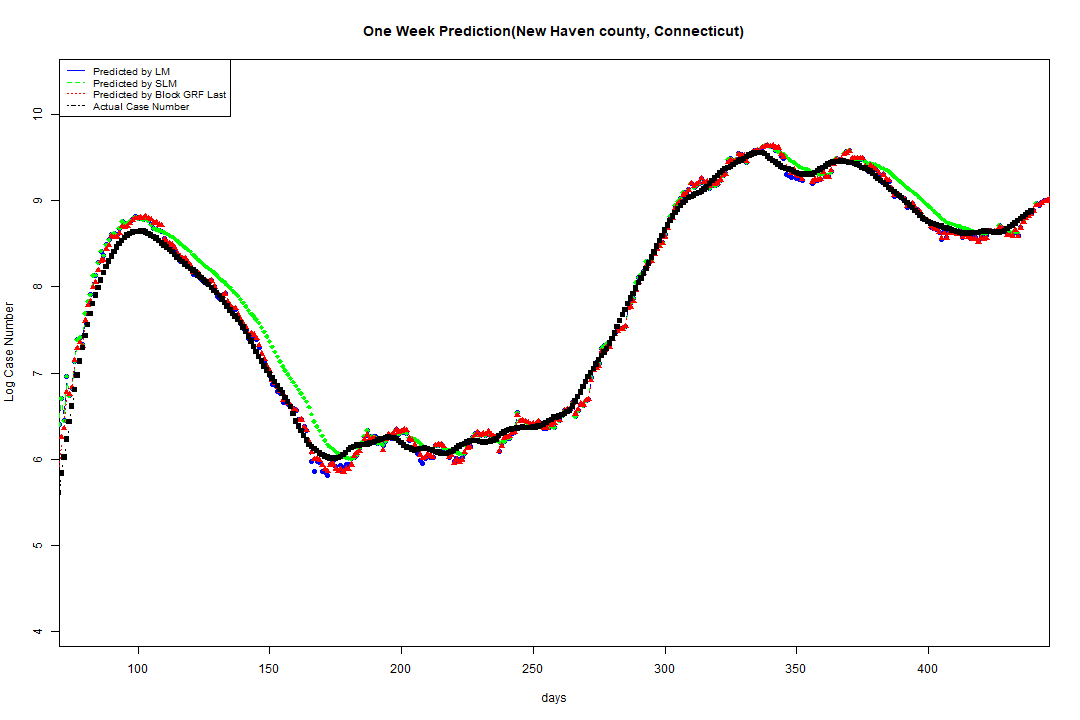 One Week Prediction(New Haven county, Connecticut)
Predicted by LM
Predicted by SLM
Predicted by Block GRF Last
Actual Case Number
10
9
8
7
6
5
4
Log Case Number
100 150 200 250 300 350 400
days